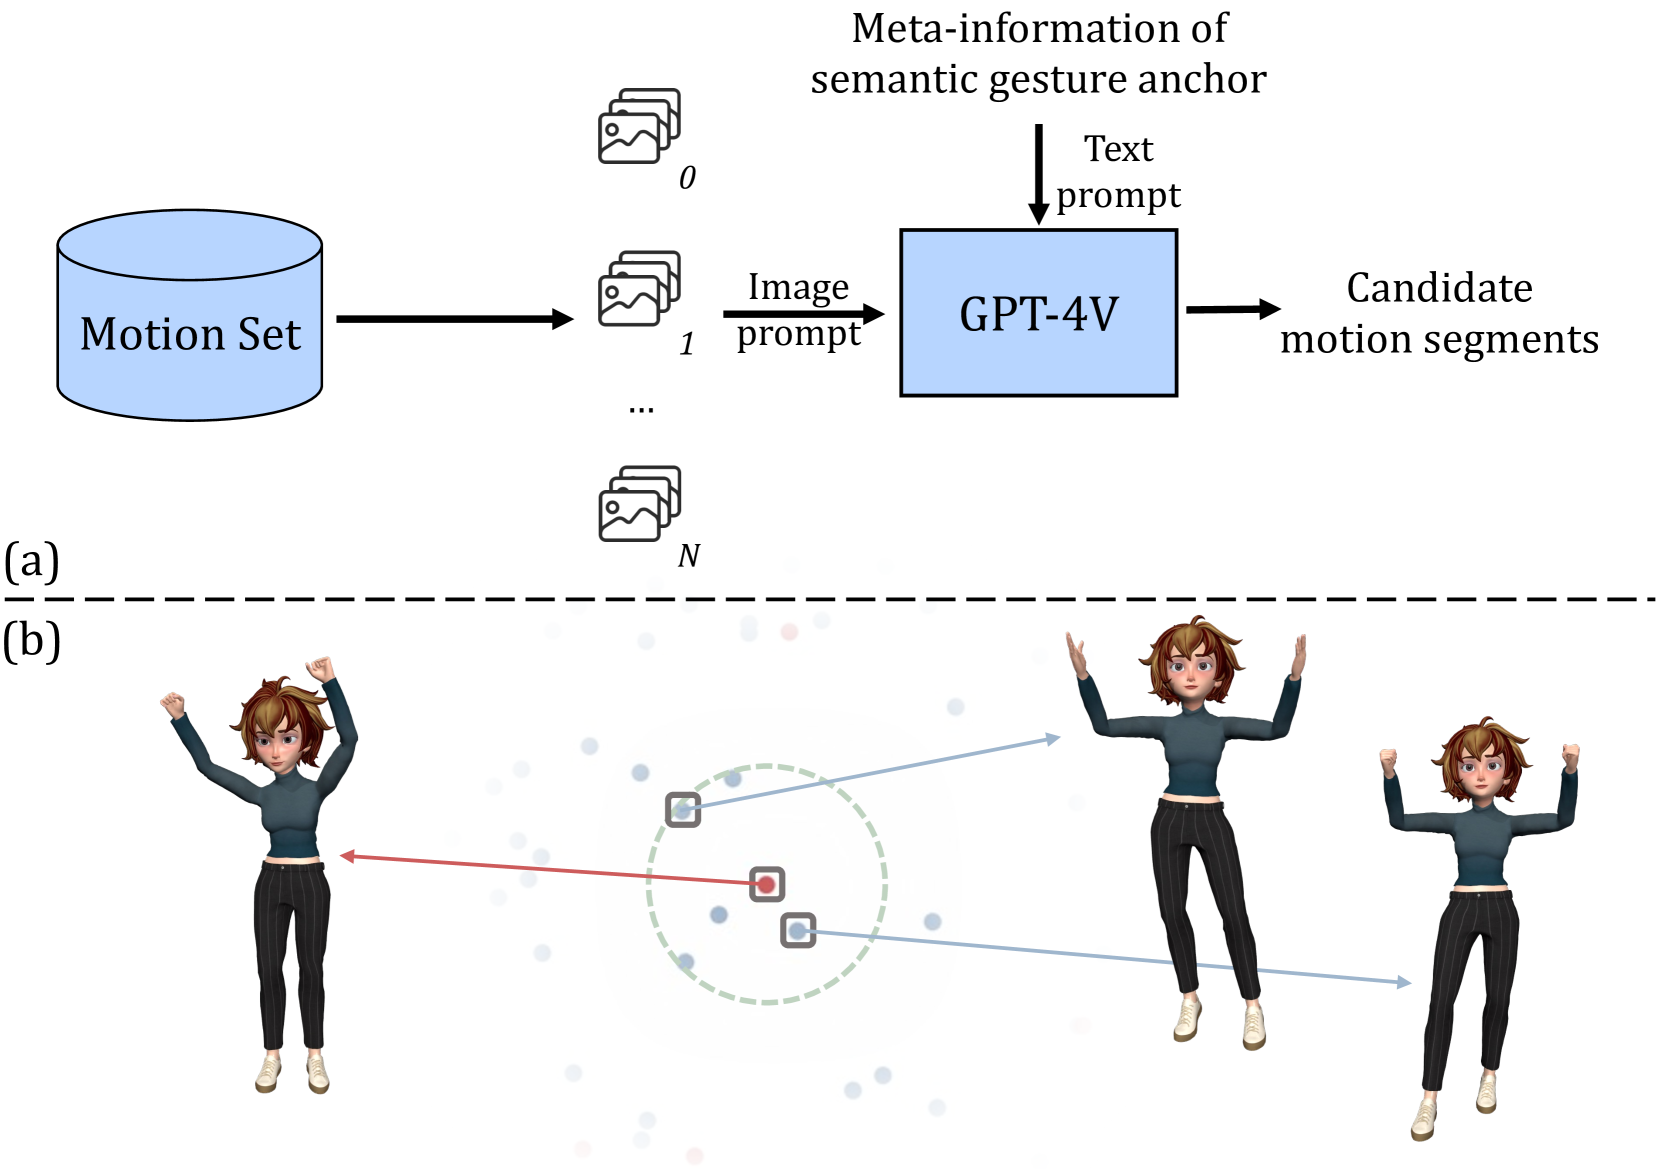 Meta-information of
semantic gesture anchor
Text
prompt
0
Motion Set
1
Image
prompt
GPT-4V
Candidate
motion segments
...
N
(a)
(b)